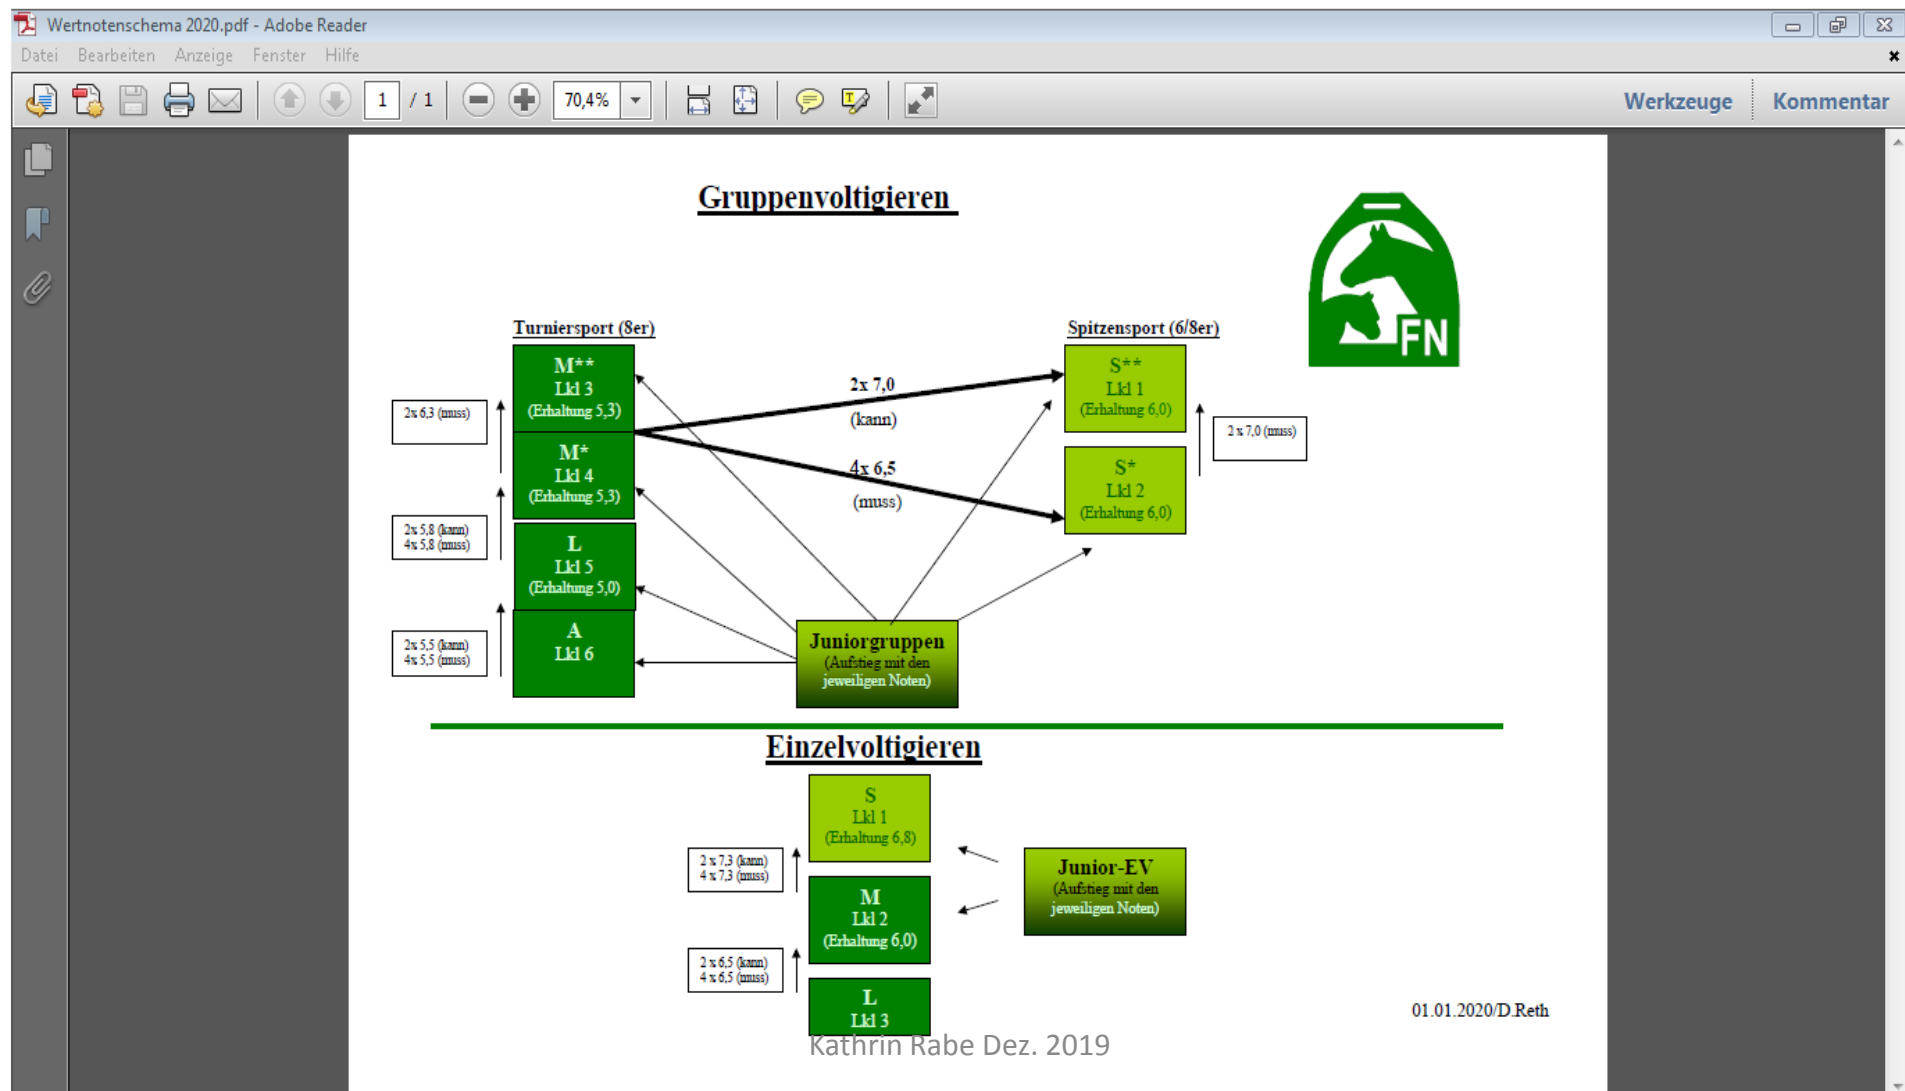 Wertnotenschema 2020.pdf - Adobe Reader
Datei Bearbeiten Anzeige Fenster Hilfe
1 / 1 70,4% Werkzeuge Kommentar
Gruppenvoltigieren
FN
Turniersport (8er)
M**
Lkl 3
(Erhaltung 5,3)
M*
Lkl 4
(Erhaltung 5,3)
L
Lkl 5
(Erhaltung 5,0)
A
Lkl 6
2x 6,3 (muss)
2x 5,8 (kann)
4x 5,8 (muss)
2x 5,5 (kann)
4x 5,5 (muss)
2x 7,0
(kann)
4x 6,5
(muss)
Spitzensport (6/8er)
S**
Lkl 1
(Erhaltung 6,0)
S*
Lkl 2
(Erhaltung 6,0)
2 x 7,0 (muss)
Juniorgruppen
(Aufstieg mit den
jeweiligen Noten)
Einzelvoltigieren
S
Lkl 1
(Erhaltung 6,8)
2 x 7,3 (kann)
4 x 7,3 (muss)
M
Lkl 2
(Erhaltung 6,0)
2 x 6,5 (kann)
4 x 6,5 (muss)
L
Lkl 3
Junior-EV
(Aufstieg mit den
jeweiligen Noten)
01.01.2020/D.Reth
Kathrin Rabe Dez. 2019